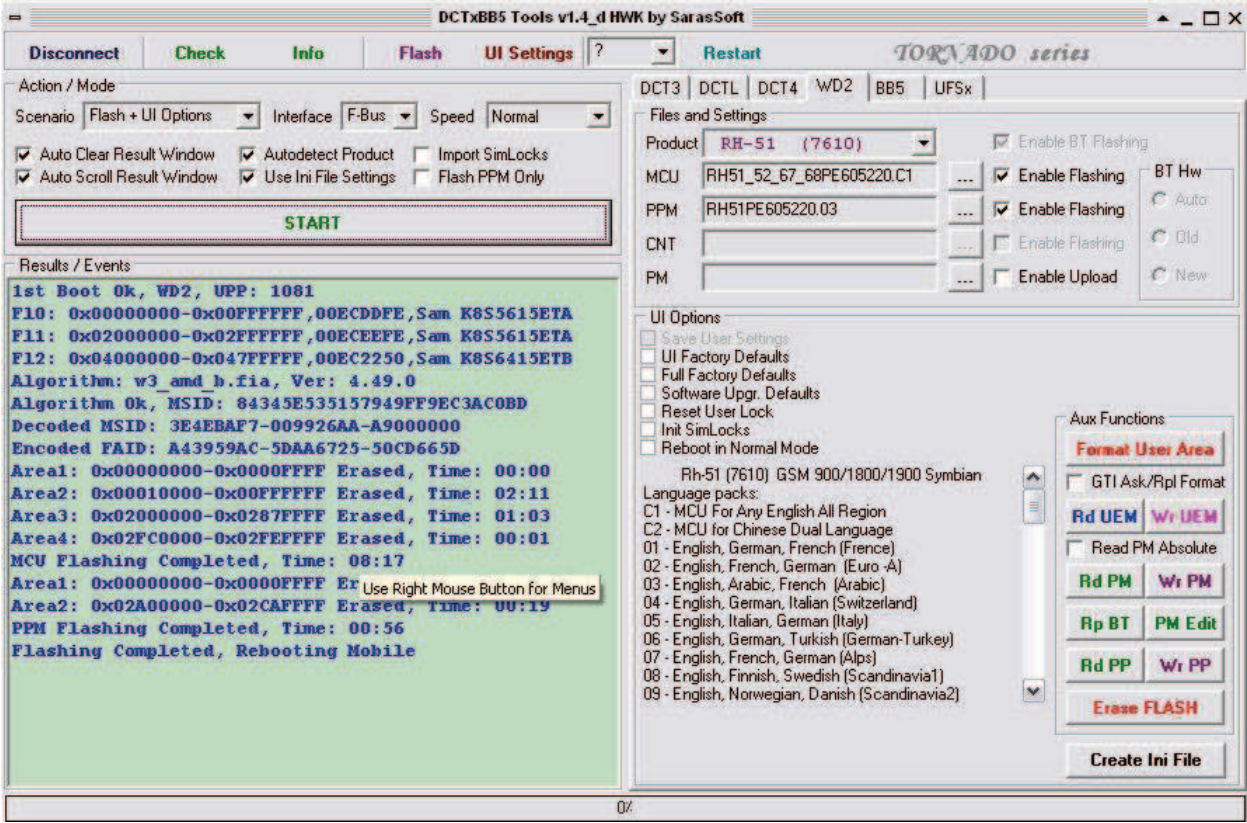 DCTxBB5 Tools v1.4_d HWK by SarasSoft
Disconnect Check Info Flash UI Settings ? Restart TORNADO series
Action / Mode
Scenario Flash + UI Options Interface F-Bus Speed Normal
Auto Clear Result Window Autodetect Product Import SimLocks
Auto Scroll Result Window Use Ini File Settings Flash PPM Only
START
Results / Events
1st Boot Ok, WD2, UPP: 1081
Fl0: 0x00000000-0x00FFFFFF,00ECDDFE,Sam K8S5615ETA
Fl1: 0x02000000-0x02FFFFFF,00ECEEFE,Sam K8S5615ETA
Fl2: 0x04000000-0x047FFFFF,00EC2250,Sam K8S6415ETB
Algorithm: w3_amd_b.fia, Ver: 4.49.0
Algorithm Ok, MSID: 84345E535157949FF9EC3AC0BD
Decoded MSID: 3E4EBAF7-009926AA-A9000000
Encoded FAID: A43959AC-5DAA6725-50CD665D
Area1: 0x00000000-0x0000FFFF Erased, Time: 00:00
Area2: 0x00010000-0x00FFFFFF Erased, Time: 02:11
Area3: 0x02000000-0x0287FFFF Erased, Time: 01:03
Area4: 0x02FC0000-0x02FEFFFF Erased, Time: 00:01
MCU Flashing Completed, Time: 08:17
Area1: 0x00000000-0x0000FFFF Er
Use Right Mouse Button for Menus
Area2: 0x02A00000-0x02CAFFFF Erased, Time: 00:19
PPM Flashing Completed, Time: 00:56
Flashing Completed, Rebooting Mobile
DCT3 DCTL DCT4 WD2 BB5 UFSx
Files and Settings
Product RH-51 (7610) Enable BT Flashing
MCU RH51_52_67_68PE605220.C1 ... Enable Flashing
PPM RH51PE605220.03 ... Enable Flashing
CNT ... Enable Flashing
PM ... Enable Upload
BT Hw
Auto
Old
New
UI Options
Save User Settings
UI Factory Defaults
Full Factory Defaults
Software Upgr. Defaults
Reset User Lock
Init SimLocks
Reboot in Normal Mode
Rh-51 (7610) GSM 900/1800/1900 Symbian
Language packs:
C1 - MCU For Any English All Region
C2 - MCU for Chinese Dual Language
01 - English, German, French (Frence)
02 - English, French, German (Euro -A)
03 - English, Arabic, French (Arabic)
04 - English, German, Italian (Switzerland)
05 - English, Italian, German (Italy)
06 - English, German, Turkish (German-Turkey)
07 - English, French, German (Alps)
08 - English, Finnish, Swedish (Scandinavia1)
09 - English, Norwegian, Danish (Scandinavia2)
Aux Functions
Format User Area
GTI Ask/Rpl Format
Rd UEM Wr UEM
Read PM Absolute
Rd PM Wr PM
Rp BT PM Edit
Rd PP Wr PP
Erase FLASH
Create Ini File
0%